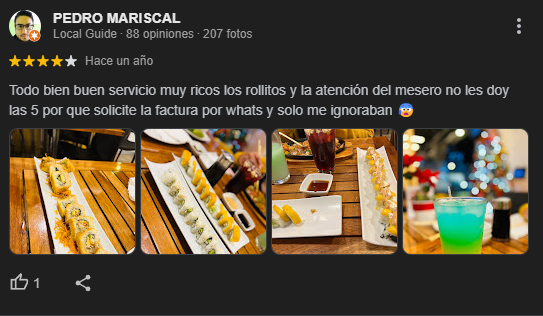 PEDRO MARISCAL
Local Guide · 88 opiniones · 207 fotos
Hace un año
Todo bien buen servicio muy ricos los rollitos y la atención del mesero no les doy
las 5 por que solicite la factura por whats y solo me ignoraban 😰
1